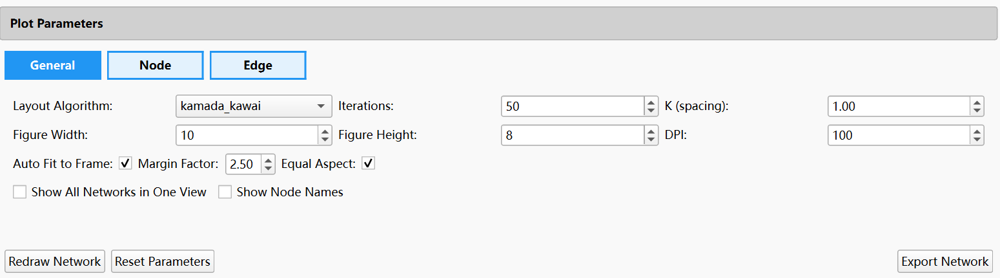 Plot Parameters
General Node Edge
Layout Algorithm: kamada_kawai Iterations: 50 K (spacing): 1.00
Figure Width: 10 Figure Height: 8 DPI: 100
Auto Fit to Frame: Margin Factor: 2.50 Equal Aspect:
Show All Networks in One View Show Node Names
Redraw Network Reset Parameters Export Network